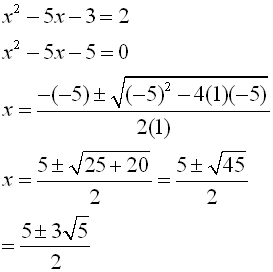 x² − 5x − 3 = 2
x² − 5x − 5 = 0
x = (−(−5) ± √((−5)² − 4(1)(−5))) / 2(1)
x = (5 ± √(25 + 20)) / 2 = (5 ± √45) / 2
= (5 ± 3√5) / 2